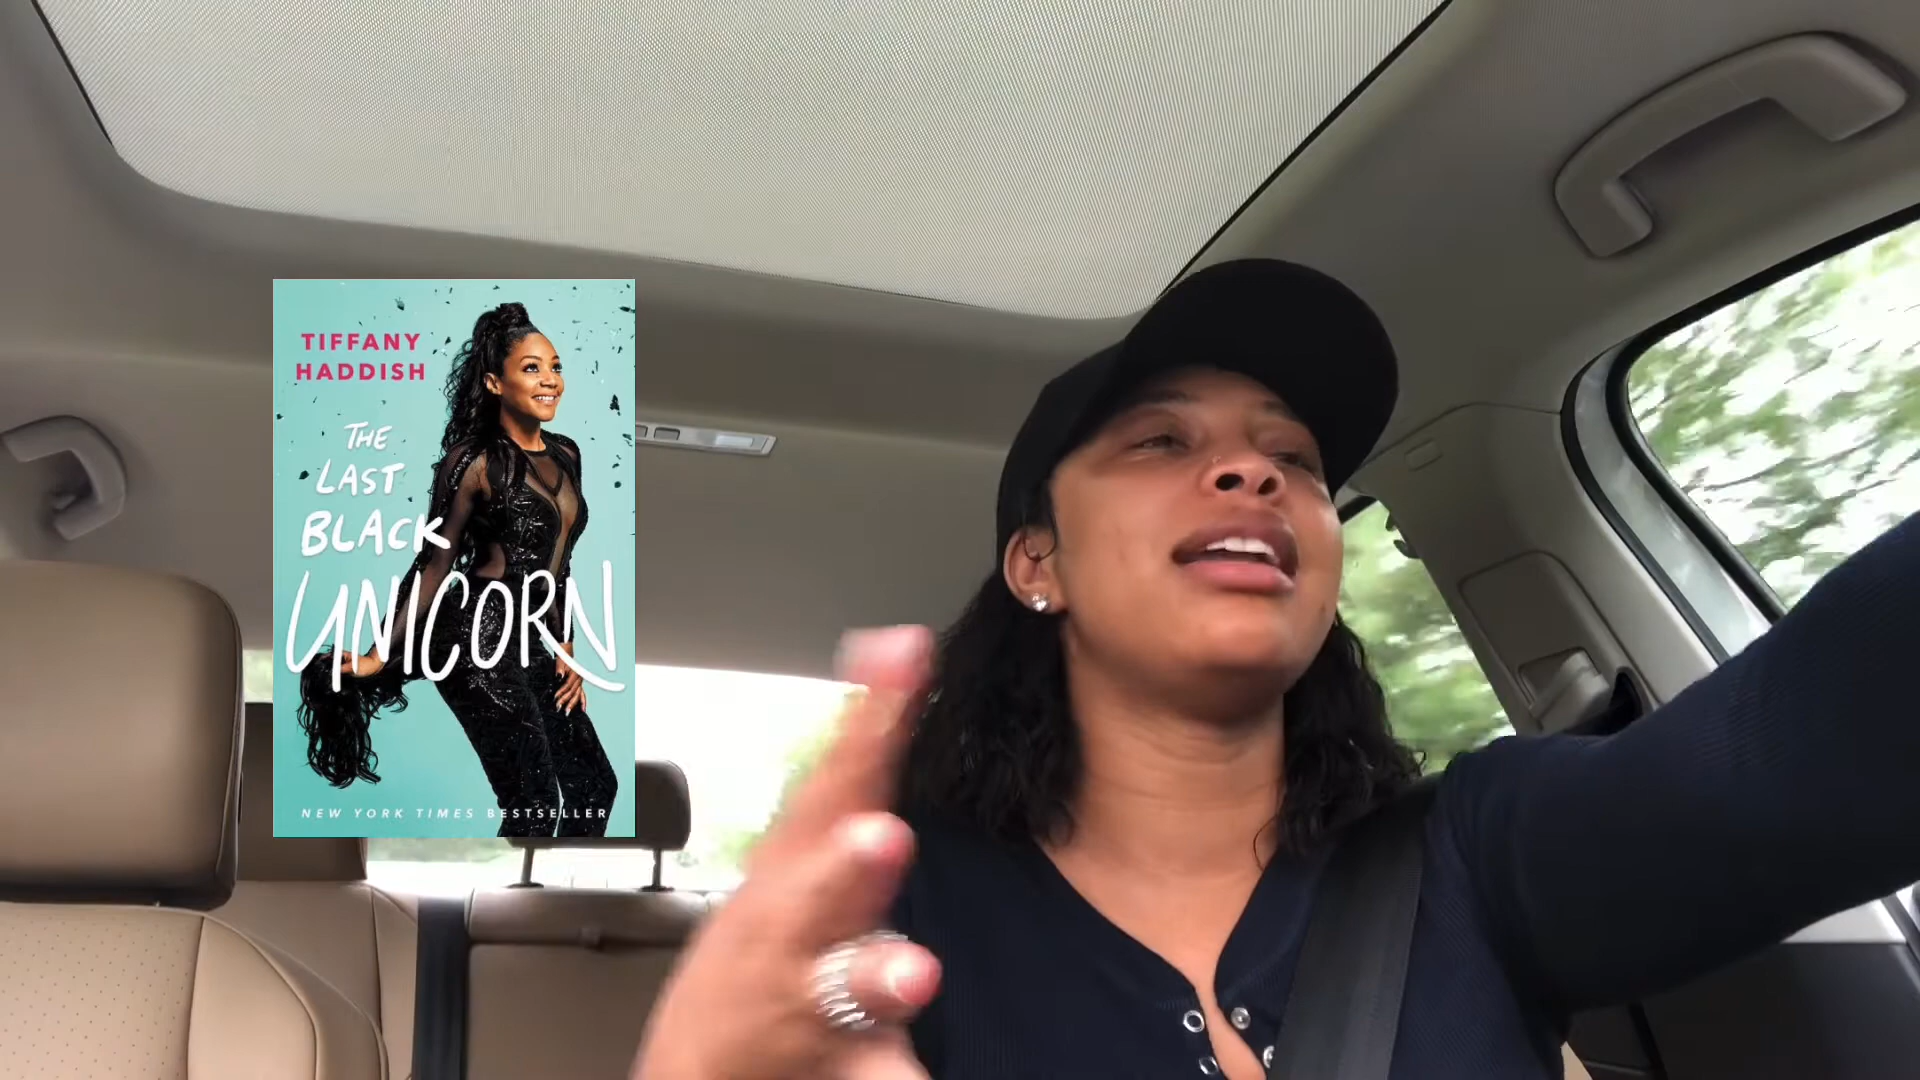 TIFFANY
HADDISH
THE
LAST
BLACK
UNICORN
NEW YORK TIMES BESTSELLER